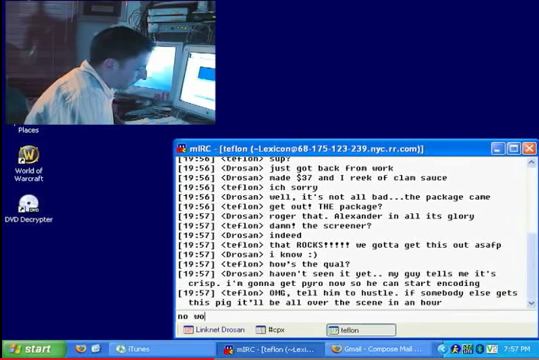 Places
World of
Warcraft
DVD Decrypter
mIRC - [teflon (~Lexicon@68-175-123-239.nyc.rr.com)]
[19:56] <teflon> sup?
[19:56] <Drosan> just got back from work
[19:56] <Drosan> made $37 and I reek of clam sauce
[19:56] <teflon> ich sorry
[19:56] <Drosan> well, it's not all bad...the package came
[19:56] <teflon> get out! THE package?
[19:57] <Drosan> roger that. Alexander in all its glory
[19:57] <teflon> damn! the screener?
[19:57] <Drosan> indeed
[19:57] <teflon> that ROCKS!!!!! we gotta get this out asafp
[19:57] <Drosan> i know :)
[19:57] <teflon> how's the qual?
[19:57] <Drosan> haven't seen it yet.. my guy tells me it's
crisp. i'm gonna get pyro now so he can start encoding
[19:57] <teflon> OMG, tell him to hustle. if somebody else gets
this pig it'll be all over the scene in an hour
no wo
Linknet Drosan
#cpx
teflon
start
iTunes
mIRC - [teflon (~Lex...
Gmail - Compose Mail ...
7:57 PM